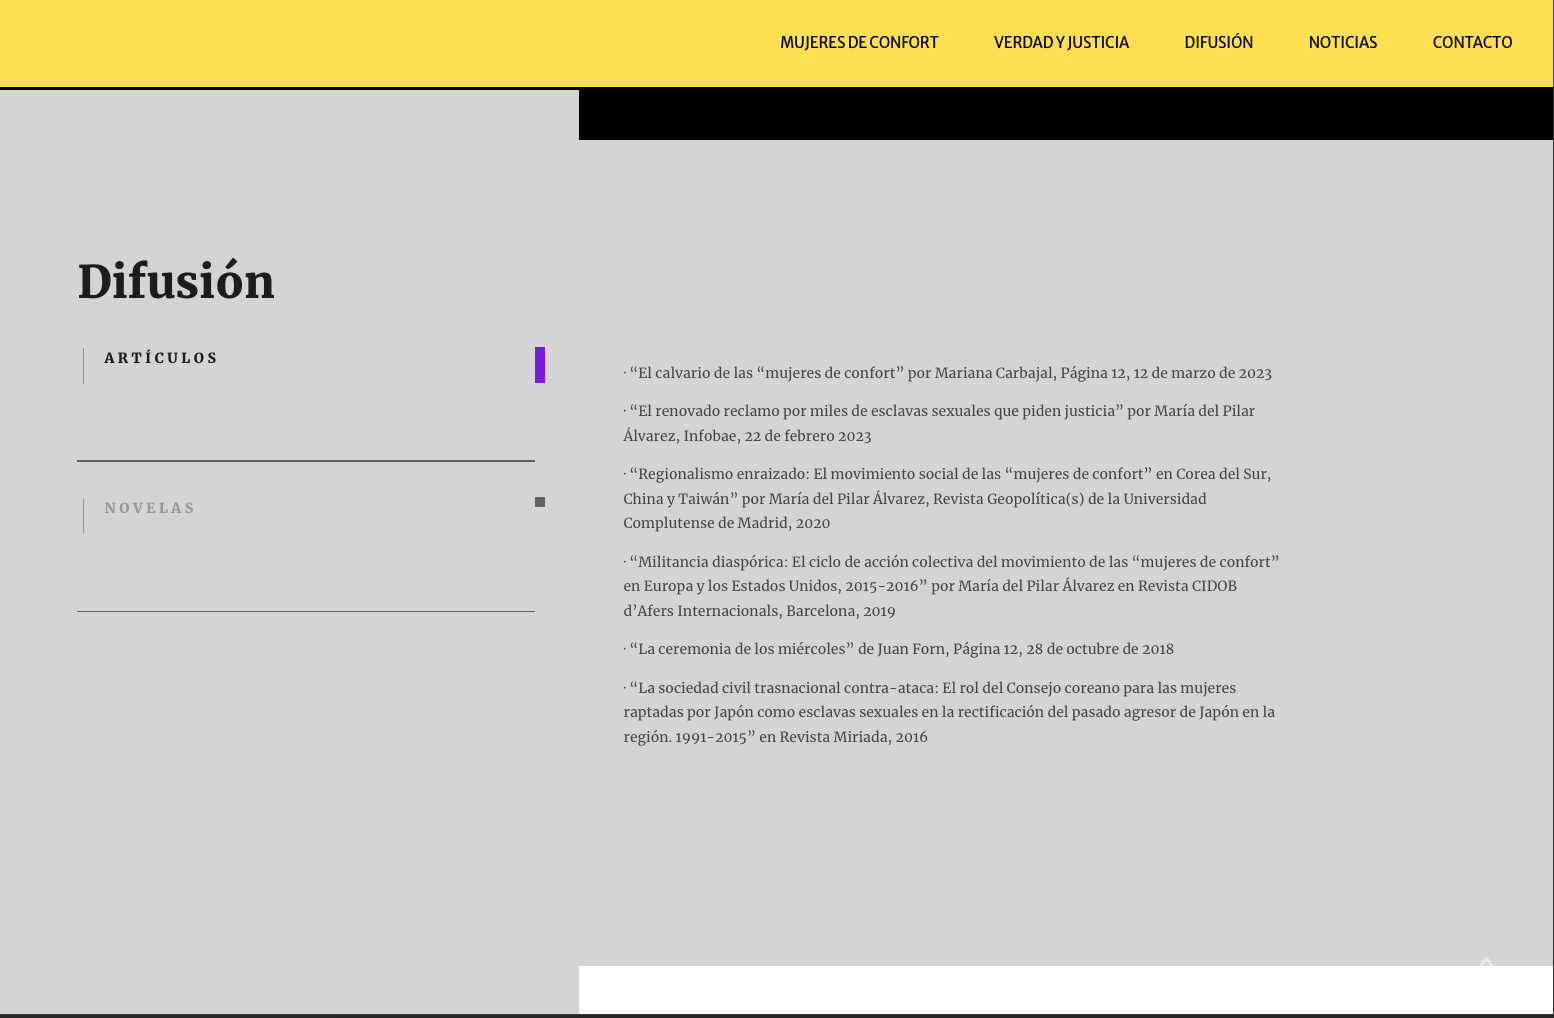 MUJERES DE CONFORT
VERDAD Y JUSTICIA
DIFUSIÓN
NOTICIAS
CONTACTO
Difusión
ARTÍCULOS
NOVELAS
· “El calvario de las “mujeres de confort” por Mariana Carbajal, Página 12, 12 de marzo de 2023
· “El renovado reclamo por miles de esclavas sexuales que piden justicia” por María del Pilar
Álvarez, Infobae, 22 de febrero 2023
· “Regionalismo enraizado: El movimiento social de las “mujeres de confort” en Corea del Sur,
China y Taiwán” por María del Pilar Álvarez, Revista Geopolítica(s) de la Universidad
Complutense de Madrid, 2020
· “Militancia diaspórica: El ciclo de acción colectiva del movimiento de las “mujeres de confort”
en Europa y los Estados Unidos, 2015-2016” por María del Pilar Álvarez en Revista CIDOB
d’Afers Internacionals, Barcelona, 2019
· “La ceremonia de los miércoles” de Juan Forn, Página 12, 28 de octubre de 2018
· “La sociedad civil trasnacional contra-ataca: El rol del Consejo coreano para las mujeres
raptadas por Japón como esclavas sexuales en la rectificación del pasado agresor de Japón en la
región. 1991-2015” en Revista Miriada, 2016